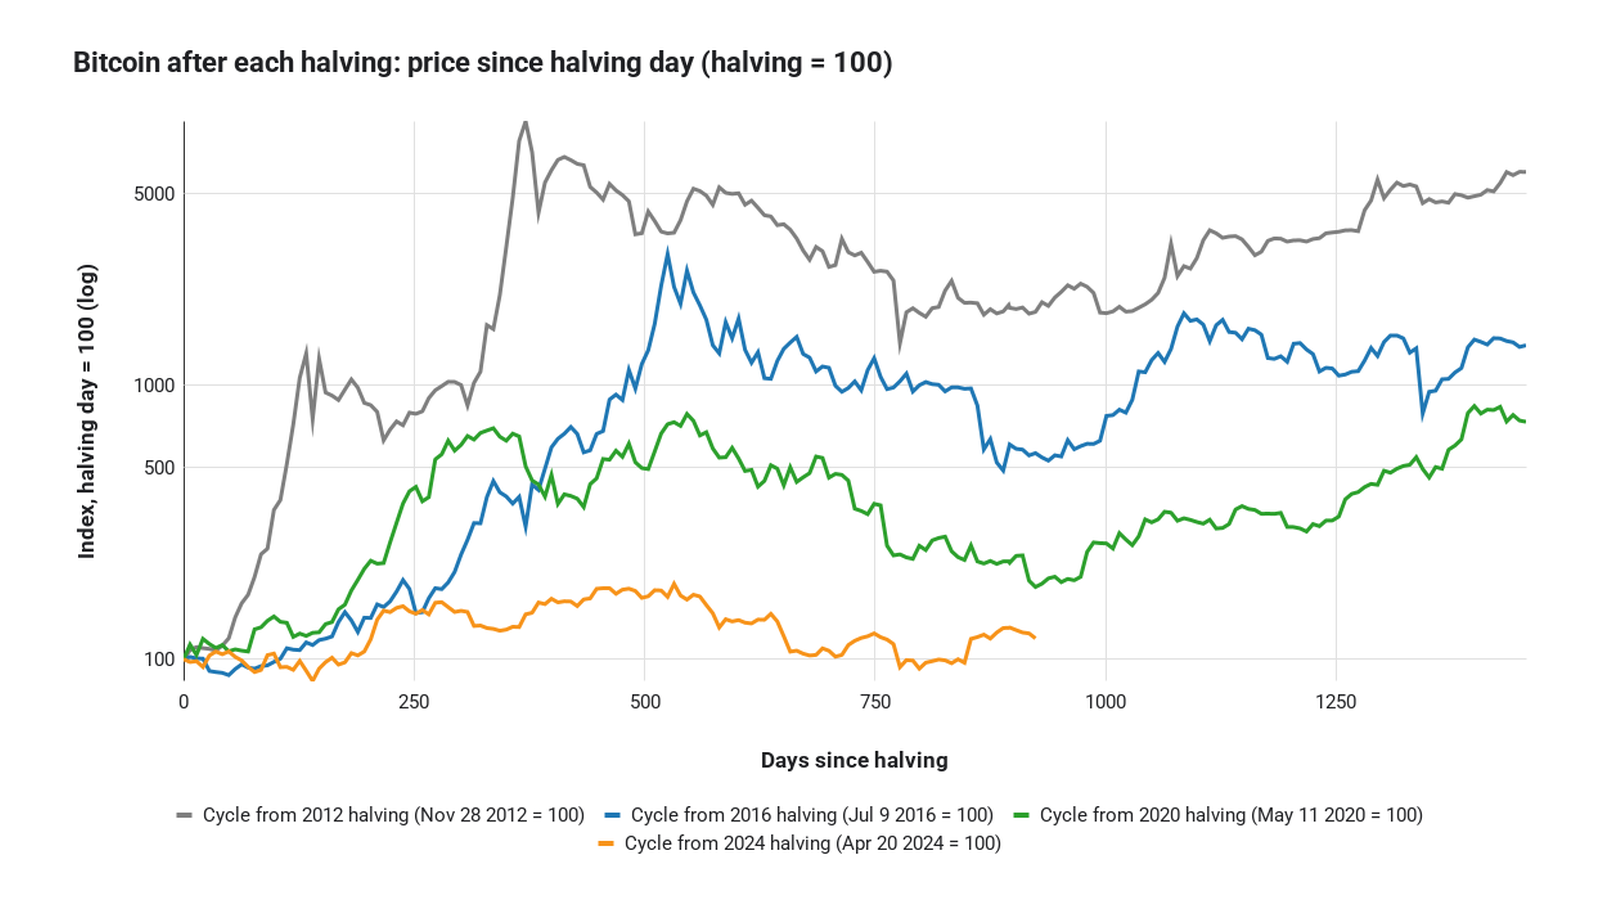 Bitcoin after each halving: price since halving day (halving = 100)
Index, halving day = 100 (log)
5000
1000
500
100
0 250 500 750 1000 1250
Days since halving
Cycle from 2012 halving (Nov 28 2012 = 100) Cycle from 2016 halving (Jul 9 2016 = 100) Cycle from 2020 halving (May 11 2020 = 100)
Cycle from 2024 halving (Apr 20 2024 = 100)